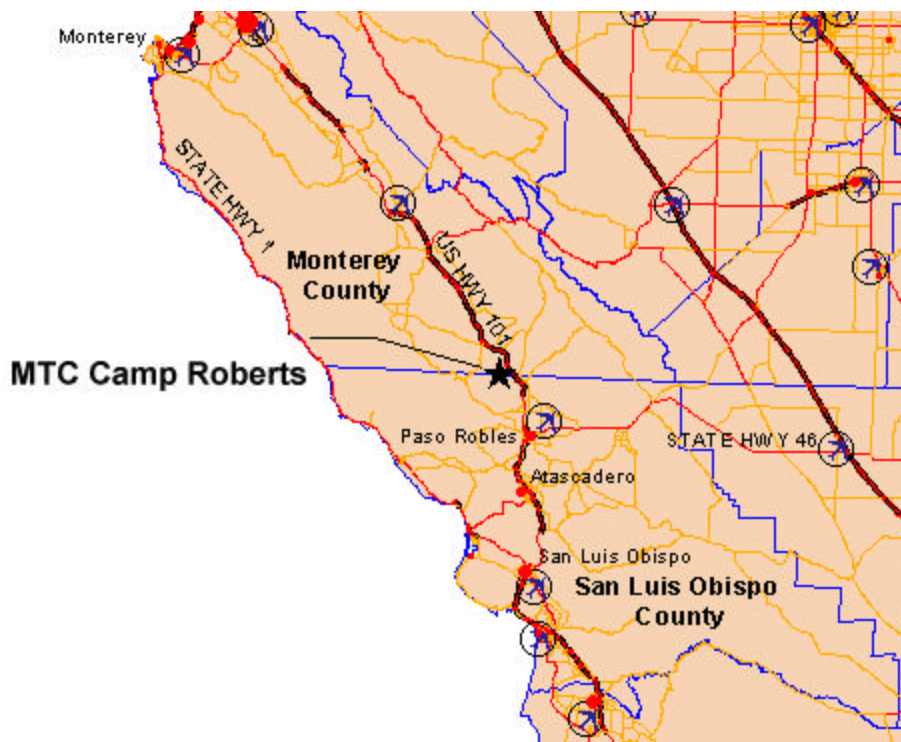 Monterey
STATE HWY 1
Monterey
County
US HWY 101
MTC Camp Roberts
Paso Robles
STATE HWY 46
Atascadero
San Luis Obispo
San Luis Obispo
County